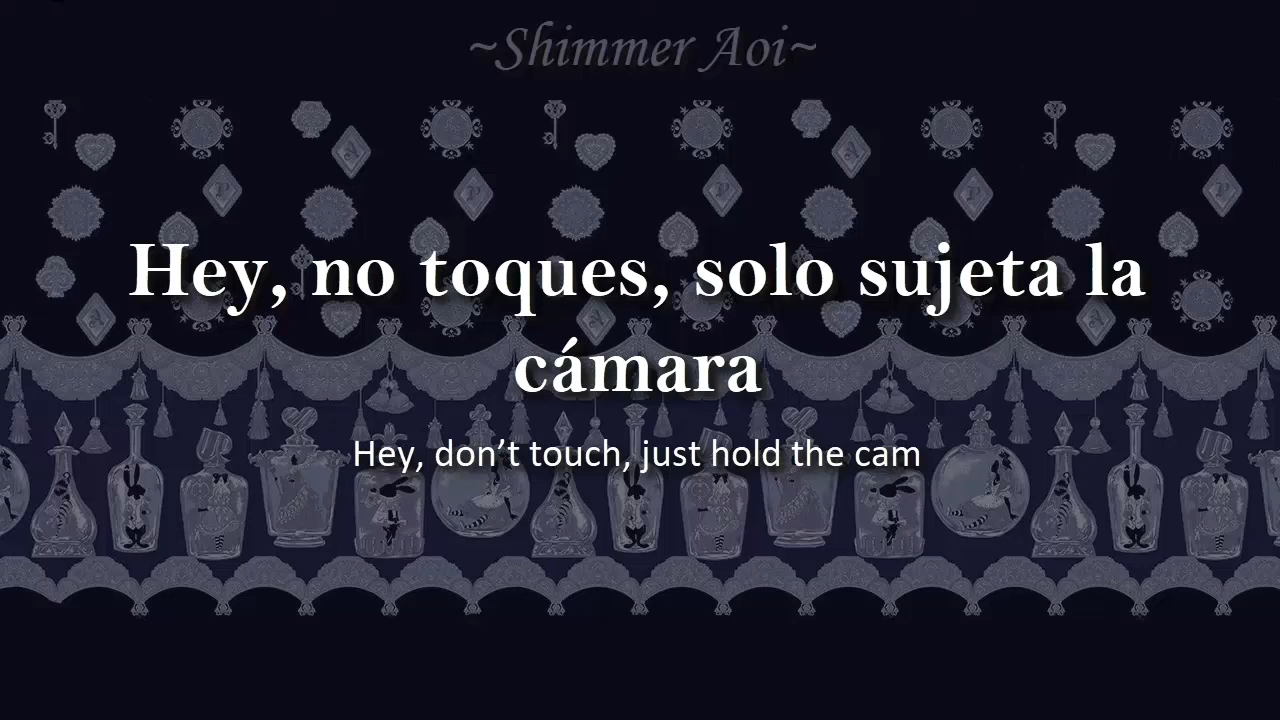 ~Shimmer Aoi~
Hey, no toques, solo sujeta la
cámara
Hey, don’t touch, just hold the cam